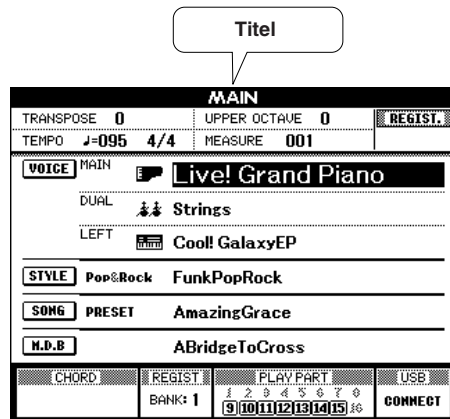 Titel
MAIN
TRANSPOSE 0 UPPER OCTAVE 0 REGIST.
TEMPO ♩=095 4/4 MEASURE 001
VOICE MAIN Live! Grand Piano
DUAL Strings
LEFT Cool! GalaxyEP
STYLE Pop&Rock FunkPopRock
SONG PRESET AmazingGrace
M.D.B ABridgeToCross
CHORD REGIST PLAY PART USB
BANK: 1 1 2 3 4 5 6 7 8 CONNECT
9 10 11 12 13 14 15 16